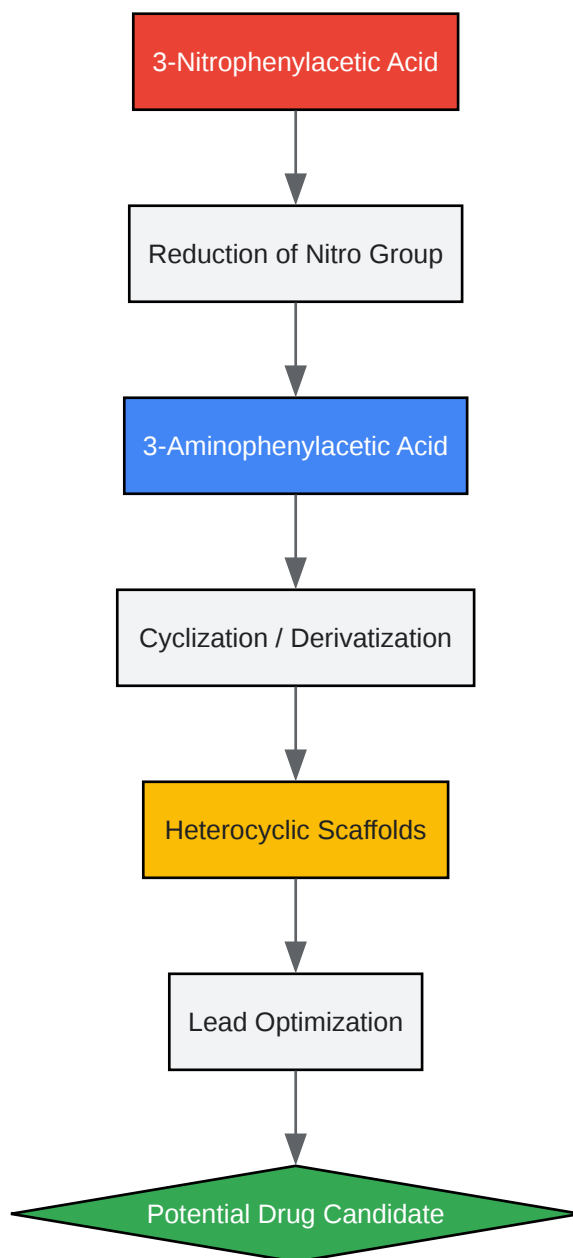 3-Nitrophenylacetic Acid
Reduction of Nitro Group
3-Aminophenylacetic Acid
Cyclization / Derivatization
Heterocyclic Scaffolds
Lead Optimization
Potential Drug Candidate